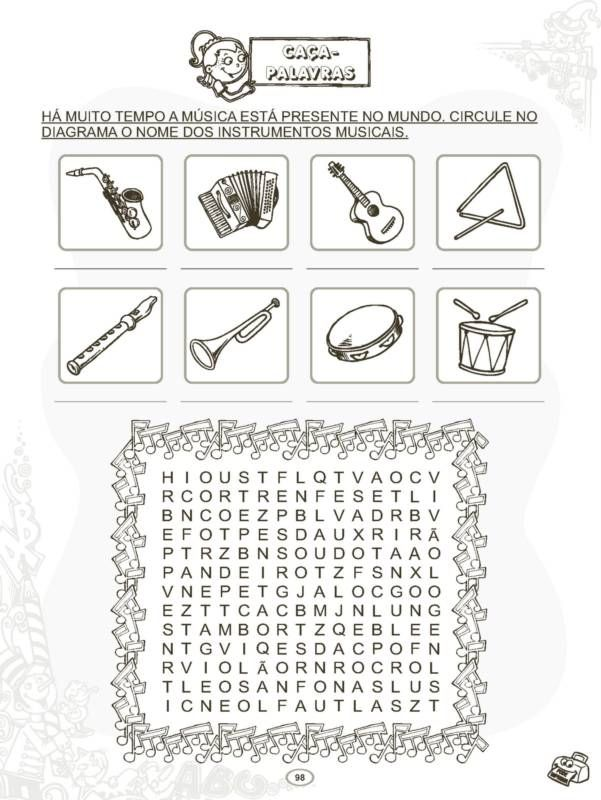 CAÇA-
PALAVRAS
HÁ MUITO TEMPO A MÚSICA ESTÁ PRESENTE NO MUNDO. CIRCULE NO
DIAGRAMA O NOME DOS INSTRUMENTOS MUSICAIS.
H I O U S T F L Q T V A O C V
R C O R T R E N F E S E T L I
B N C O E Z P B L V A D R B V
E F O T P E S D A U X R I R Ã
P T R Z B N S O U D O T A A O
P A N D E I R O T Z F S N X L
V N E P E T G J A L O C G O O
E Z T T C A C B M J N L U N G
S T A M B O R T Z Q E B L E E
N T G V I Q E S D A C P O F N
R V I O L Ã O R N R O C R O L
T L E O S A N F O N A S L U S
I C N E O L F A U T L A S Z T
98